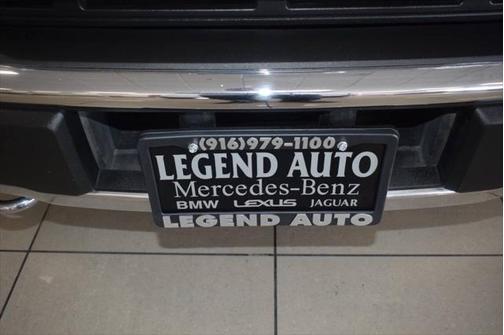 (916)979-1100
LEGEND AUTO
Mercedes-Benz
BMW LEXUS JAGUAR
LEGEND AUTO